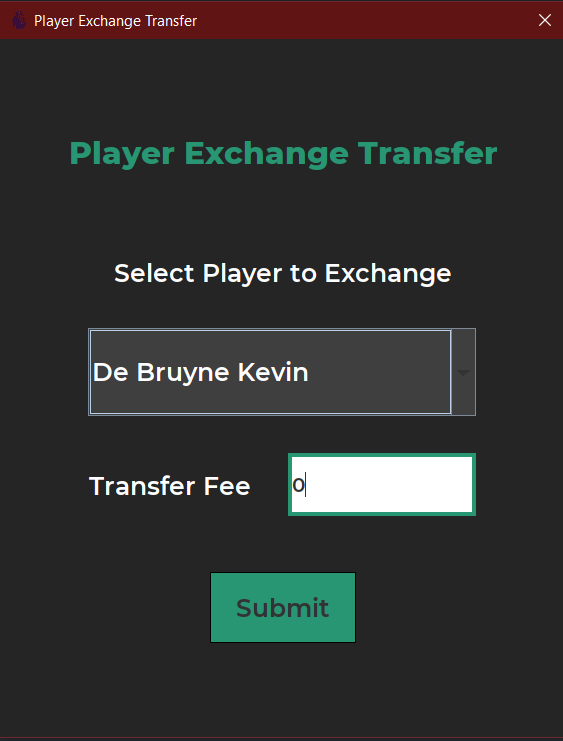 Player Exchange Transfer
Player Exchange Transfer
Select Player to Exchange
De Bruyne Kevin
Transfer Fee
0
Submit